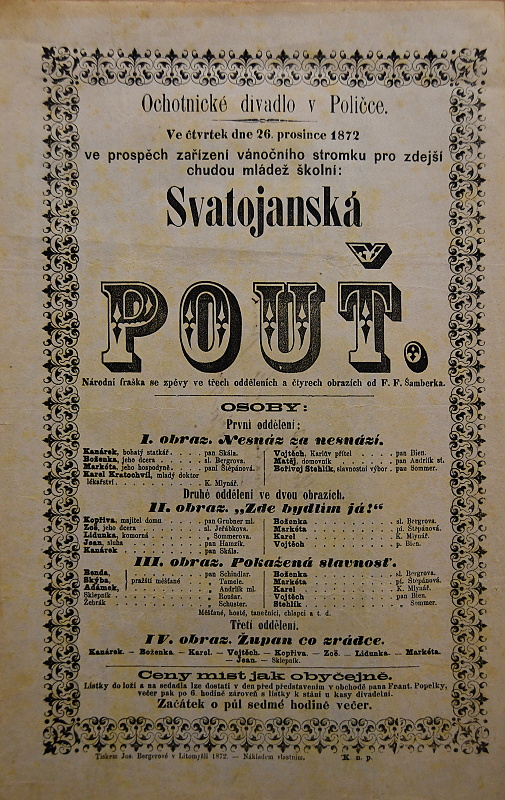 Ochotnické divadlo v Poličce.
Ve čtvrtek dne 26. prosince 1872
ve prospěch zařízení vánočního stromku pro zdejší
chudou mládež školní:
Svatojanská
POUŤ.
Národní fraška se zpěvy ve třech odděleních a čtyrech obrazích od F. F. Šamberka.
OSOBY:
První oddělení:
I. obraz. Nesnáz za nesnází.
Kanárek, bohatý statkář . . . . . pan Skála.
Boženka, jeho dcera . . . . . sl. Bergrova.
Markéta, jeho hospodyně . . . . . paní Štěpánová.
Karel Kratochvíl, mladý doktor
lékařství . . . . . K. Mlynář.
Vojtěch, Karlův přítel . . . . . pan Bien.
Matěj, domovník . . . . . pan Andrlík st.
Bořivoj Stehlík, slavnostní výbor . pan Sommer.
Druhé oddělení ve dvou obrazích.
II. obraz. „Zde bydlím já!“
Kopřiva, majitel domu . . . . . pan Grubner ml.
Zoë, jeho dcera . . . . . sl. Jeřábkova.
Lidunka, komorná . . . . . „ Sommerova.
Jean, sluha . . . . . pan Hamzík.
Kanárek . . . . . pan Skála.
Boženka . . . . . sl. Bergrova.
Markéta . . . . . pí. Štěpánová.
Karel . . . . . K. Mlynář.
Vojtěch . . . . . p. Bien.
III. obraz. Pokažená slavnosť.
Benda, . . . . . pan Schindlar.
Skýba, pražští měšťané . . . „ Tameis.
Adámek, . . . . . „ Andrlík ml.
Sklepník . . . . . „ Roušar.
Žebrák . . . . . „ Schuster.
Boženka . . . . . sl. Bergrova.
Markéta . . . . . pí. Štěpánová.
Karel . . . . . K. Mlynář.
Vojtěch . . . . . pan Bien.
Stehlík . . . . . „ Sommer.
Měšťané, hosté, tanečníci, chlapci a t. d.
Třetí oddělení.
IV. obraz. Župan co zrádce.
Kanárek. — Boženka. — Karel. — Vojtěch. — Kopřiva. — Zoë. — Lidunka. — Markéta.
— Jean. — Sklepník.
Ceny míst jak obyčejně.
Lístky do loží a na sedadla lze dostati v den před představením v obchodě pana Frant. Popelky,
večer pak po 6. hodině zároveň s lístky k stání u kasy divadelní.
Začátek o půl sedmé hodině večer.
Tiskem Jos. Bergerové v Litomyšli 1872. — Nákladem vlastním.
K. n. p.